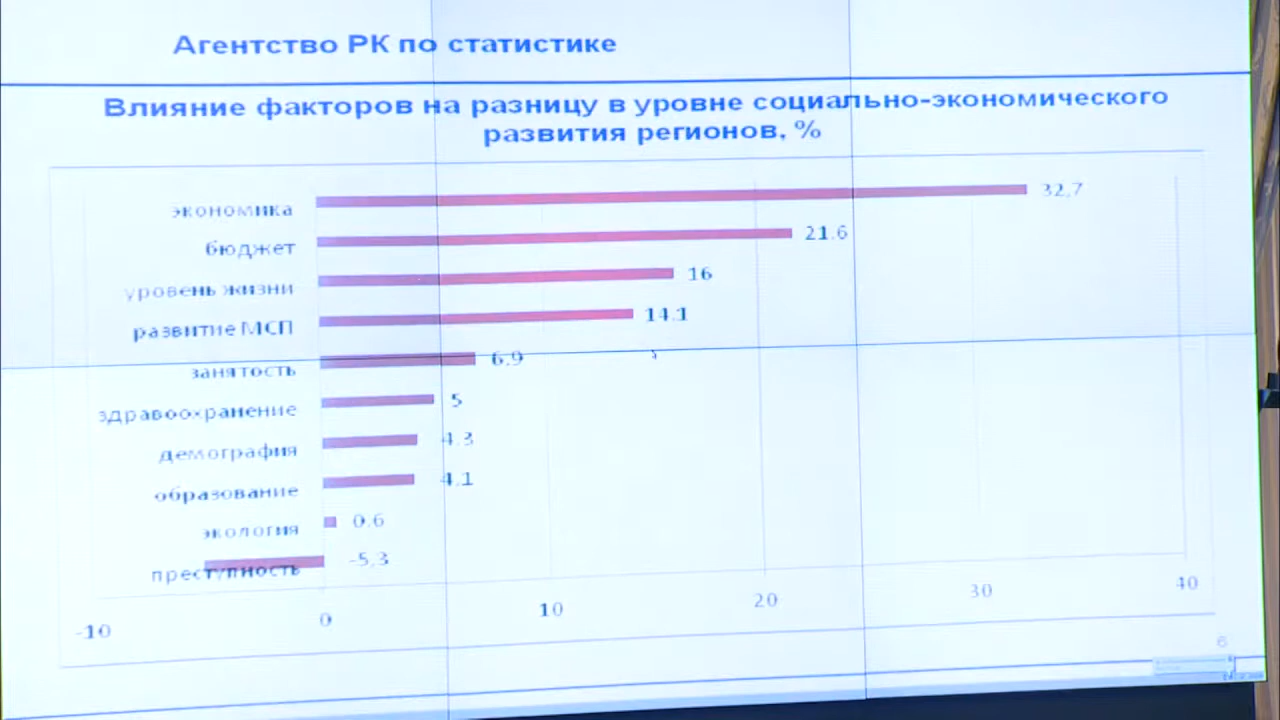 Агентство РК по статистике
Влияние факторов на разницу в уровне социально-экономического
развития регионов, %
экономика 32,7
бюджет 21.6
уровень жизни 16
развитие МСП 14.1
занятость 6.9
здравоохранение 5
демография 4.3
образование 4.1
экология 0.6
преступность -5,3
-10 0 10 20 30 40
6